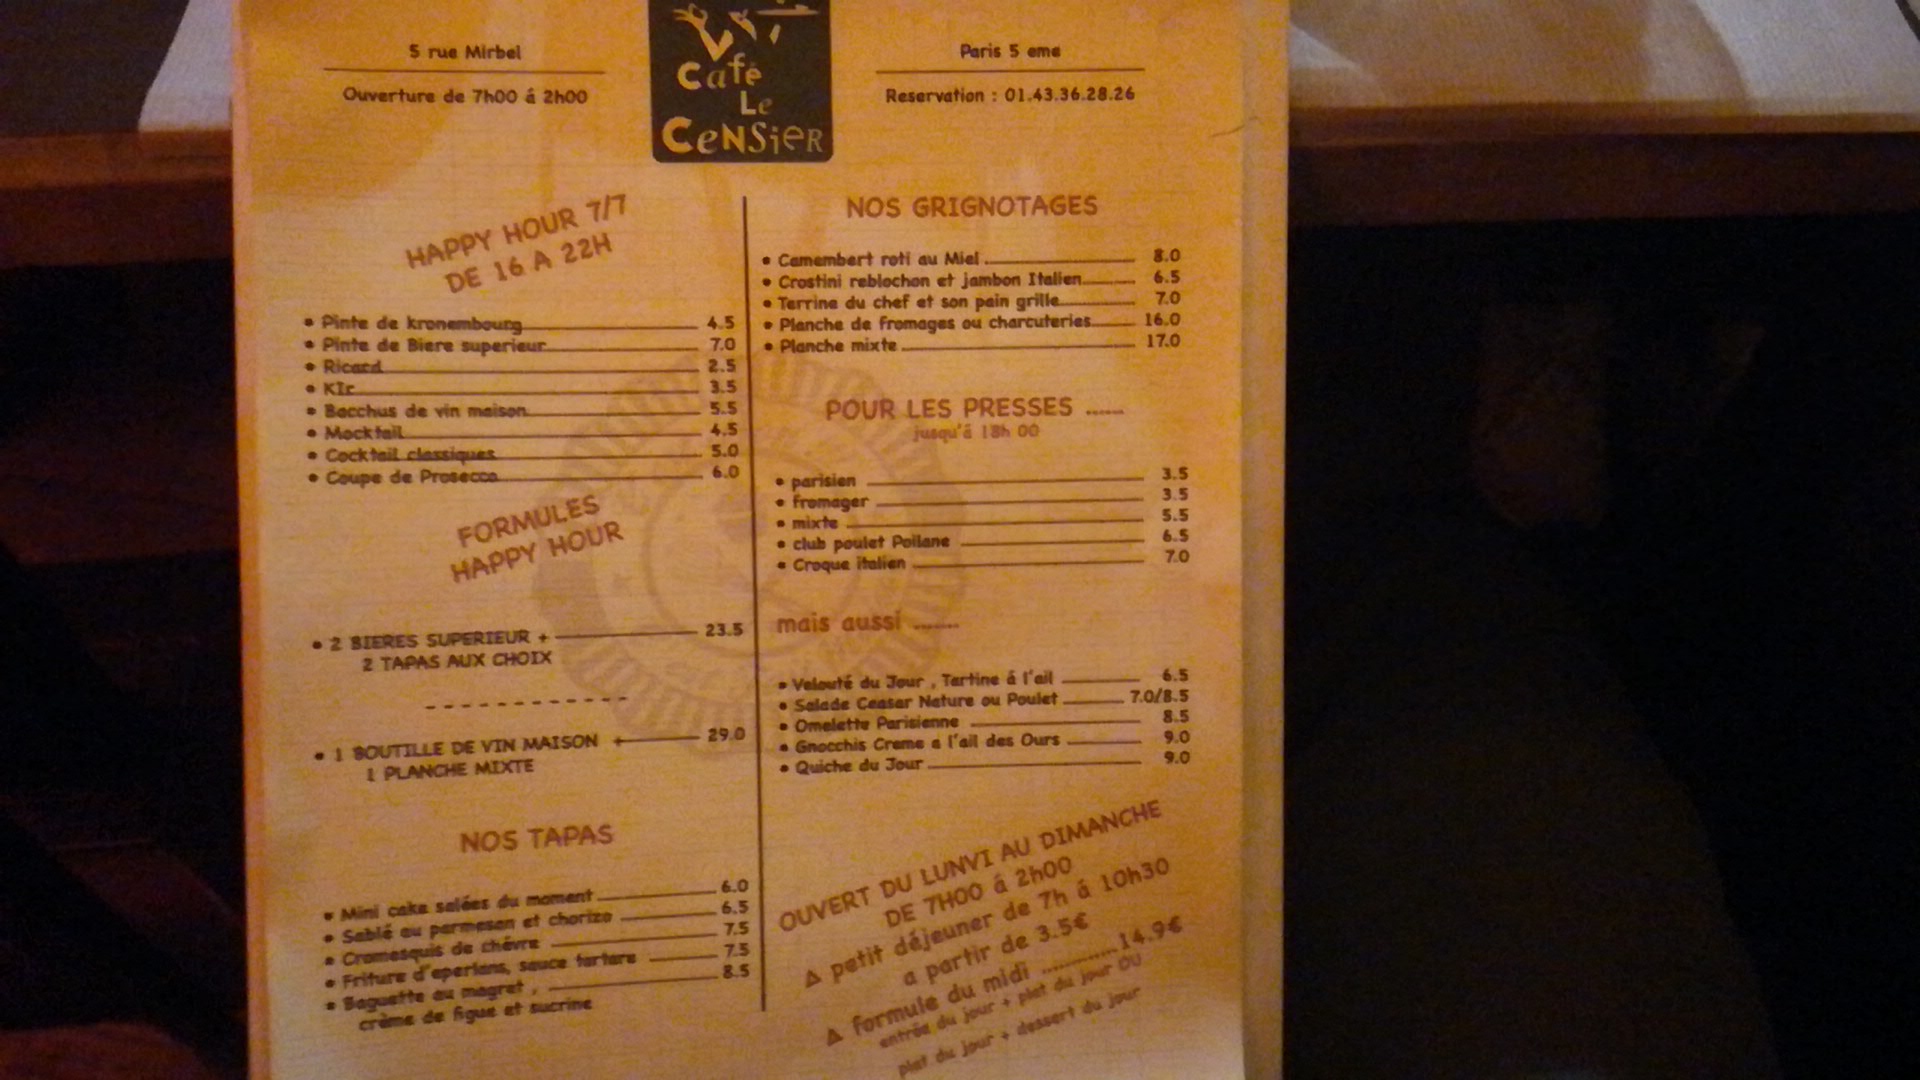 5 rue Mirbel
Ouverture de 7h00 á 2h00
Café
Le
CeNSieR
Paris 5 eme
Reservation : 01.43.36.28.26
HAPPY HOUR 7/7
DE 16 A 22H
• Pinte de kronembourg 4.5
• Pinte de Biere superieur 7.0
• Ricard 2.5
• KIr 3.5
• Bacchus de vin maison 5.5
• Mocktail 4.5
• Cocktail classiques 5.0
• Coupe de Prosecco 6.0
FORMULES
HAPPY HOUR
• 2 BIERES SUPERIEUR + 23.5
2 TAPAS AUX CHOIX
• 1 BOUTILLE DE VIN MAISON + 29.0
1 PLANCHE MIXTE
NOS TAPAS
• Mini cake salées du moment 6.0
• Sablé au parmesan et chorizo 6.5
• Cromesquis de chévre 7.5
• Friture d'eperlans, sauce tartare 7.5
• Baguette au magret , 8.5
crème de figue et sucrine
NOS GRIGNOTAGES
• Camembert roti au Miel 8.0
• Crostini reblochon et jambon Italien 6.5
• Terrine du chef et son pain grille 7.0
• Planche de fromages ou charcuteries 16.0
• Planche mixte 17.0
POUR LES PRESSES ......
jusqu'á 18h 00
• parisien 3.5
• fromager 3.5
• mixte 5.5
• club poulet Poilane 6.5
• Croque italien 7.0
mais aussi .......
• Velouté du Jour , Tartine á l'ail 6.5
• Salade Ceasar Nature ou Poulet 7.0/8.5
• Omelette Parisienne 8.5
• Gnocchis Creme a l'ail des Ours 9.0
• Quiche du Jour 9.0
OUVERT DU LUNVI AU DIMANCHE
DE 7H00 á 2h00
Δ petit déjeuner de 7h á 10h30
a partir de 3.5€
Δ formule du midi ............14.9€
entrée du jour + plat du jour OU
plat du jour + dessert du jour